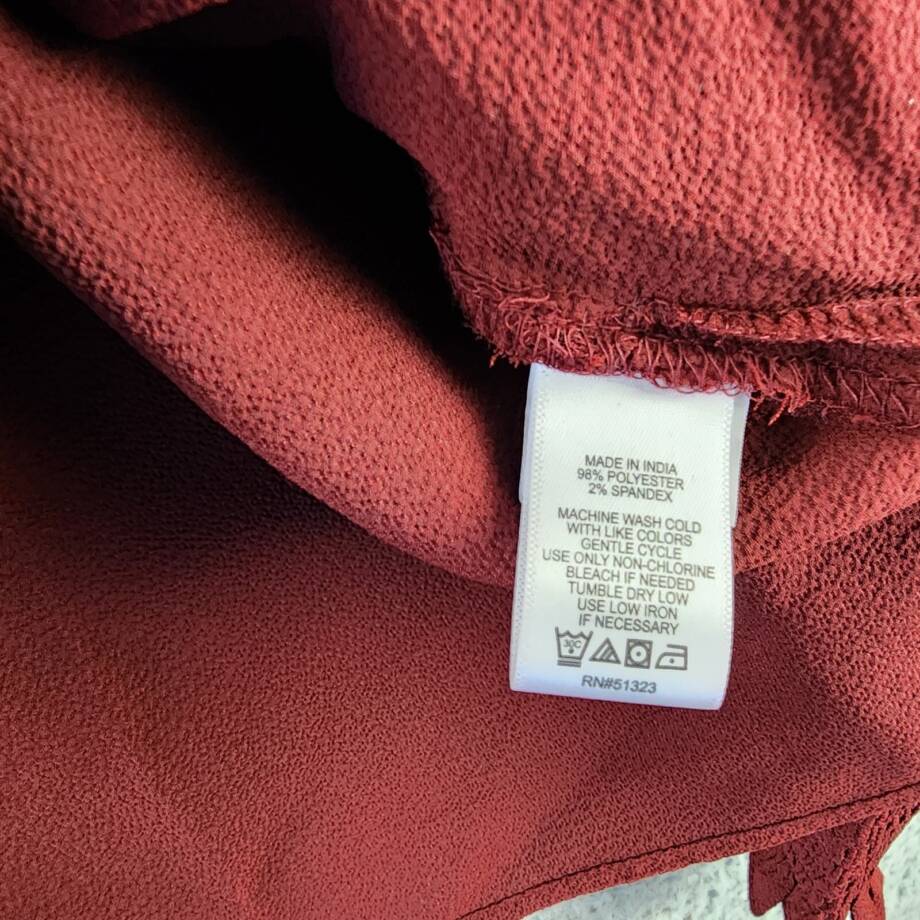 MADE IN INDIA
98% POLYESTER
2% SPANDEX
MACHINE WASH COLD
WITH LIKE COLORS
GENTLE CYCLE
USE ONLY NON-CHLORINE
BLEACH IF NEEDED
TUMBLE DRY LOW
USE LOW IRON
IF NECESSARY
30C
RN#51323